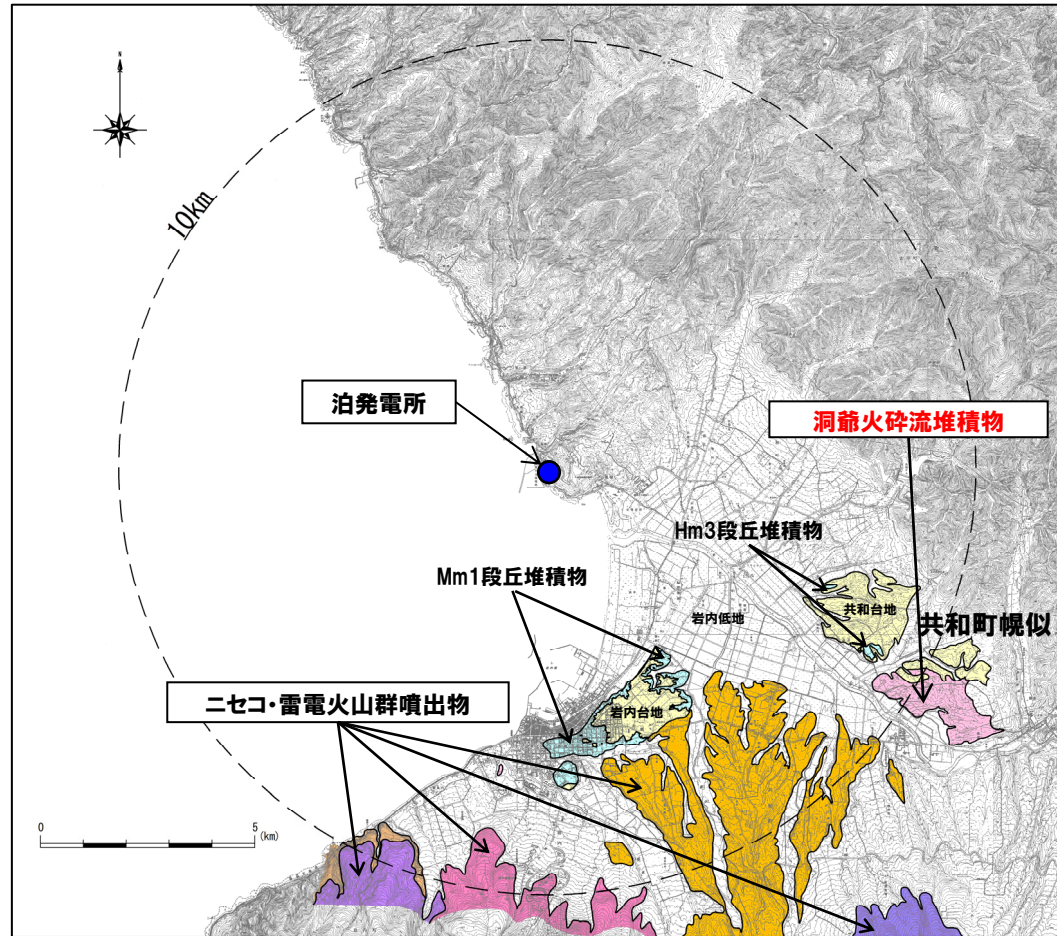 N
10km
泊発電所
洞爺火砕流堆積物
Hm3段丘堆積物
Mm1段丘堆積物
共和台地
岩内低地
共和町幌似
ニセコ・雷電火山群噴出物
岩内台地
0 5 (km)